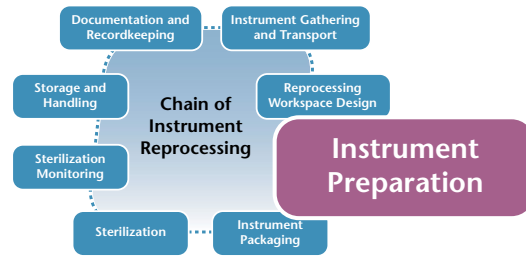 Documentation and
Recordkeeping
Instrument Gathering
and Transport
Storage and
Handling
Chain of
Instrument
Reprocessing
Reprocessing
Workspace Design
Instrument
Preparation
Sterilization
Monitoring
Sterilization
Instrument
Packaging